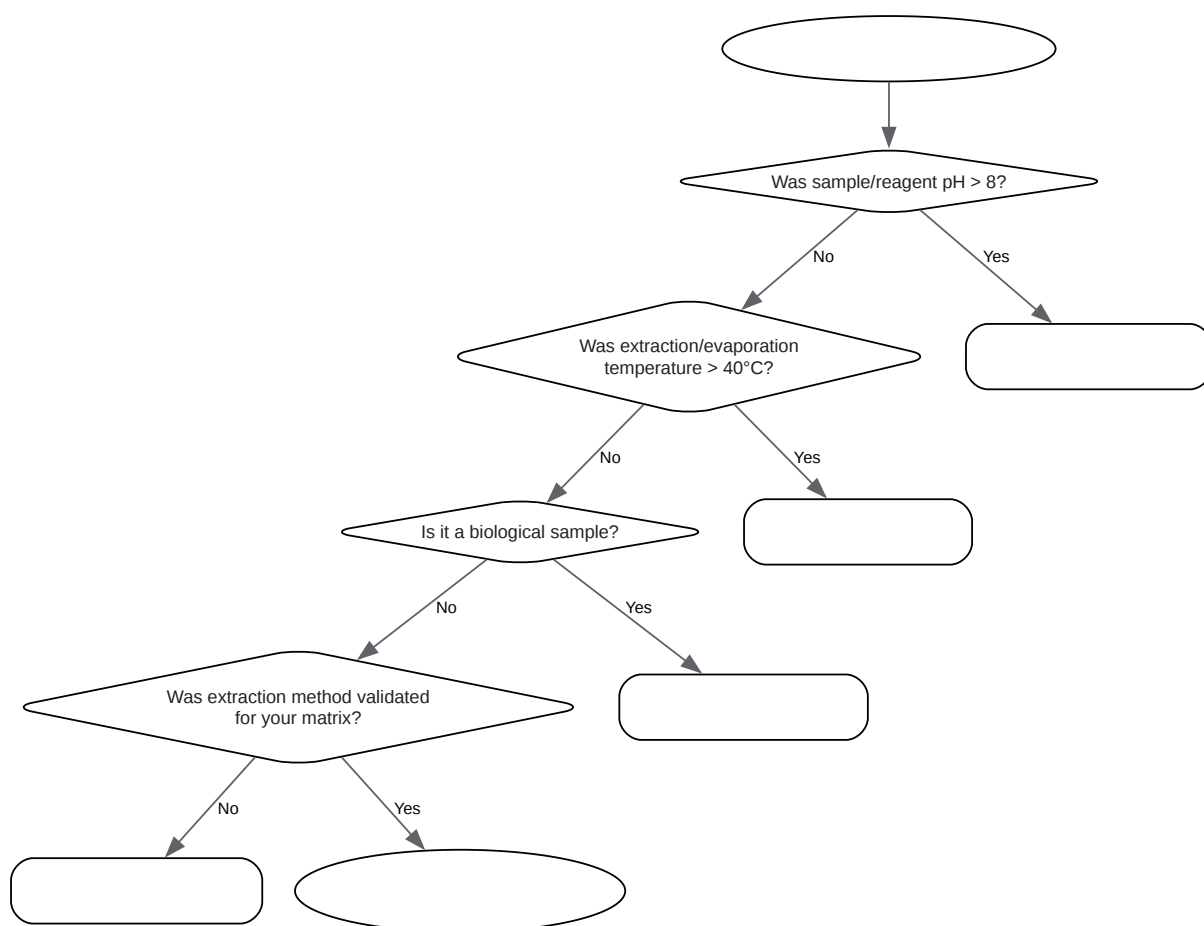 Was sample/reagent pH > 8?
No
Yes
Was extraction/evaporation
temperature > 40°C?
No
Yes
Is it a biological sample?
No
Yes
Was extraction method validated
for your matrix?
No
Yes